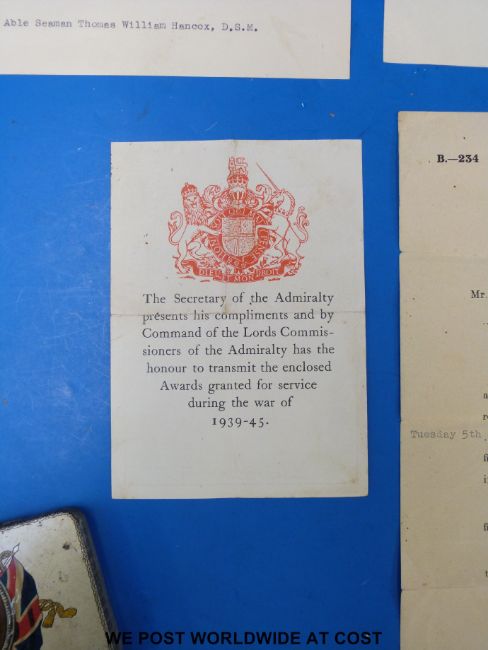 Able Seaman Thomas William Hancox, D.S.M.
B.—234
Mr.
Tuesday 5th
DIEU ET MON DROIT
The Secretary of the Admiralty
presents his compliments and by
Command of the Lords Commis-
sioners of the Admiralty has the
honour to transmit the enclosed
Awards granted for service
during the war of
1939-45.
WE POST WORLDWIDE AT COST